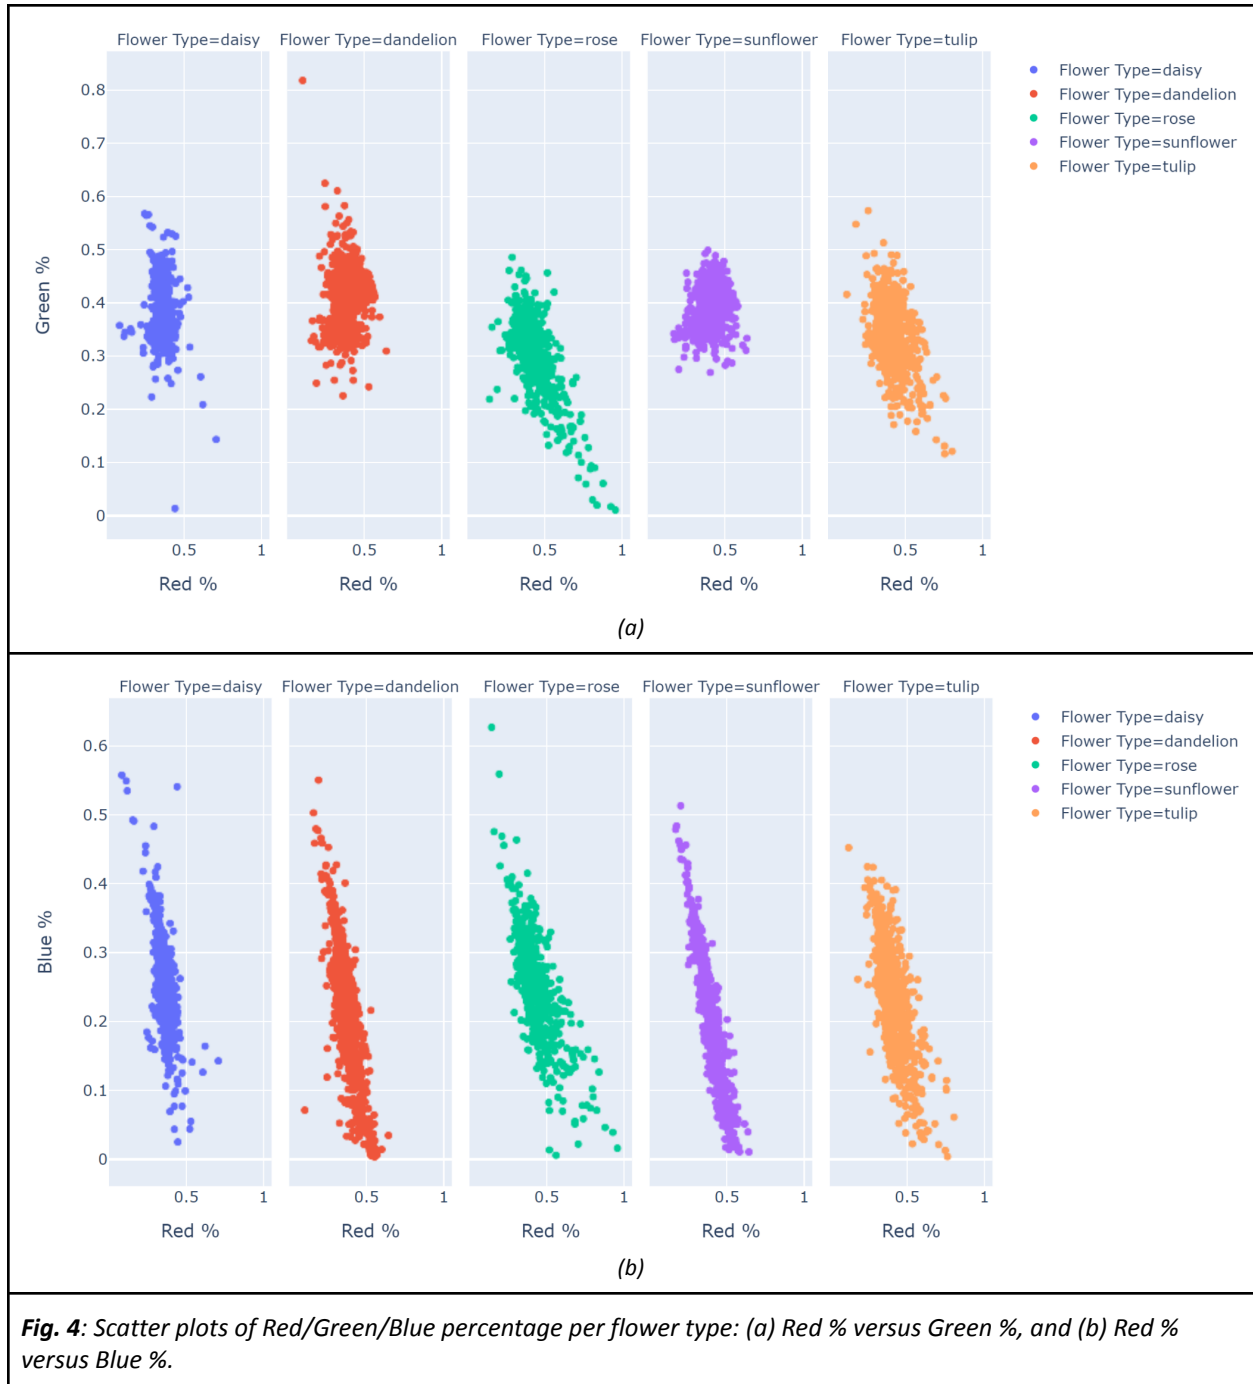 Flower Type=daisy Flower Type=dandelion Flower Type=rose Flower Type=sunflower Flower Type=tulip
Flower Type=daisy
Flower Type=dandelion
Flower Type=rose
Flower Type=sunflower
Flower Type=tulip
0.8
0.7
0.6
0.5
0.4
0.3
0.2
0.1
0
Green %
0.5 1 0.5 1 0.5 1 0.5 1 0.5 1
Red % Red % Red % Red % Red %
(a)
Flower Type=daisy Flower Type=dandelion Flower Type=rose Flower Type=sunflower Flower Type=tulip
Flower Type=daisy
Flower Type=dandelion
Flower Type=rose
Flower Type=sunflower
Flower Type=tulip
0.6
0.5
0.4
0.3
0.2
0.1
0
Blue %
0.5 1 0.5 1 0.5 1 0.5 1 0.5 1
Red % Red % Red % Red % Red %
(b)
Fig. 4: Scatter plots of Red/Green/Blue percentage per flower type: (a) Red % versus Green %, and (b) Red %
versus Blue %.